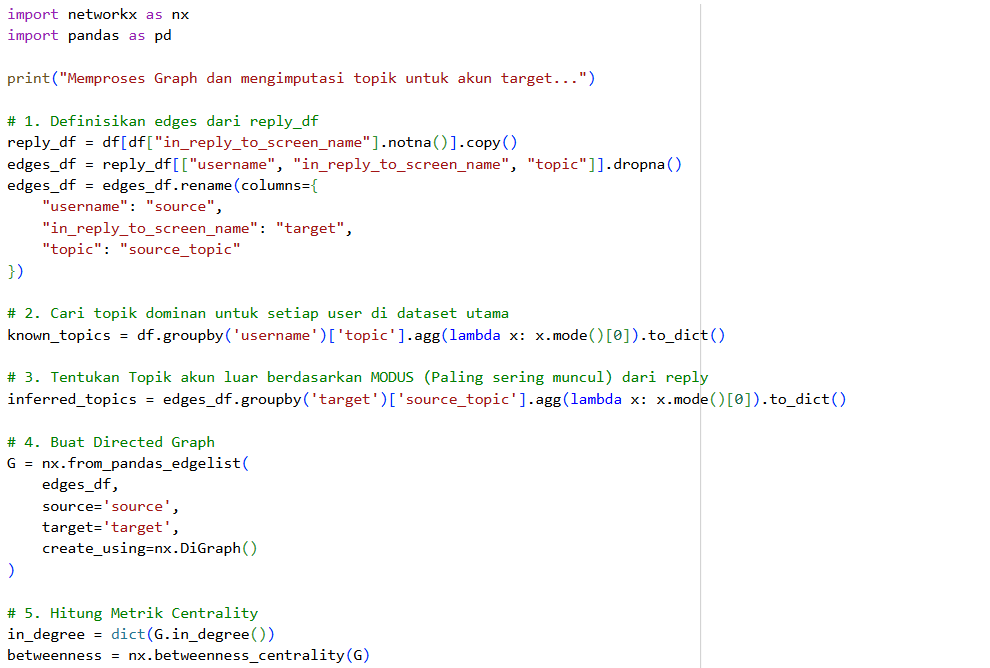 import networkx as nx
import pandas as pd

print("Memproses Graph dan mengimputasi topik untuk akun target...")

# 1. Definisikan edges dari reply_df
reply_df = df[df["in_reply_to_screen_name"].notna()].copy()
edges_df = reply_df[["username", "in_reply_to_screen_name", "topic"]].dropna()
edges_df = edges_df.rename(columns={
    "username": "source",
    "in_reply_to_screen_name": "target",
    "topic": "source_topic"
})

# 2. Cari topik dominan untuk setiap user di dataset utama
known_topics = df.groupby('username')['topic'].agg(lambda x: x.mode()[0]).to_dict()

# 3. Tentukan Topik akun luar berdasarkan MODUS (Paling sering muncul) dari reply
inferred_topics = edges_df.groupby('target')['source_topic'].agg(lambda x: x.mode()[0]).to_dict()

# 4. Buat Directed Graph
G = nx.from_pandas_edgelist(
    edges_df,
    source='source',
    target='target',
    create_using=nx.DiGraph()
)

# 5. Hitung Metrik Centrality
in_degree = dict(G.in_degree())
betweenness = nx.betweenness_centrality(G)